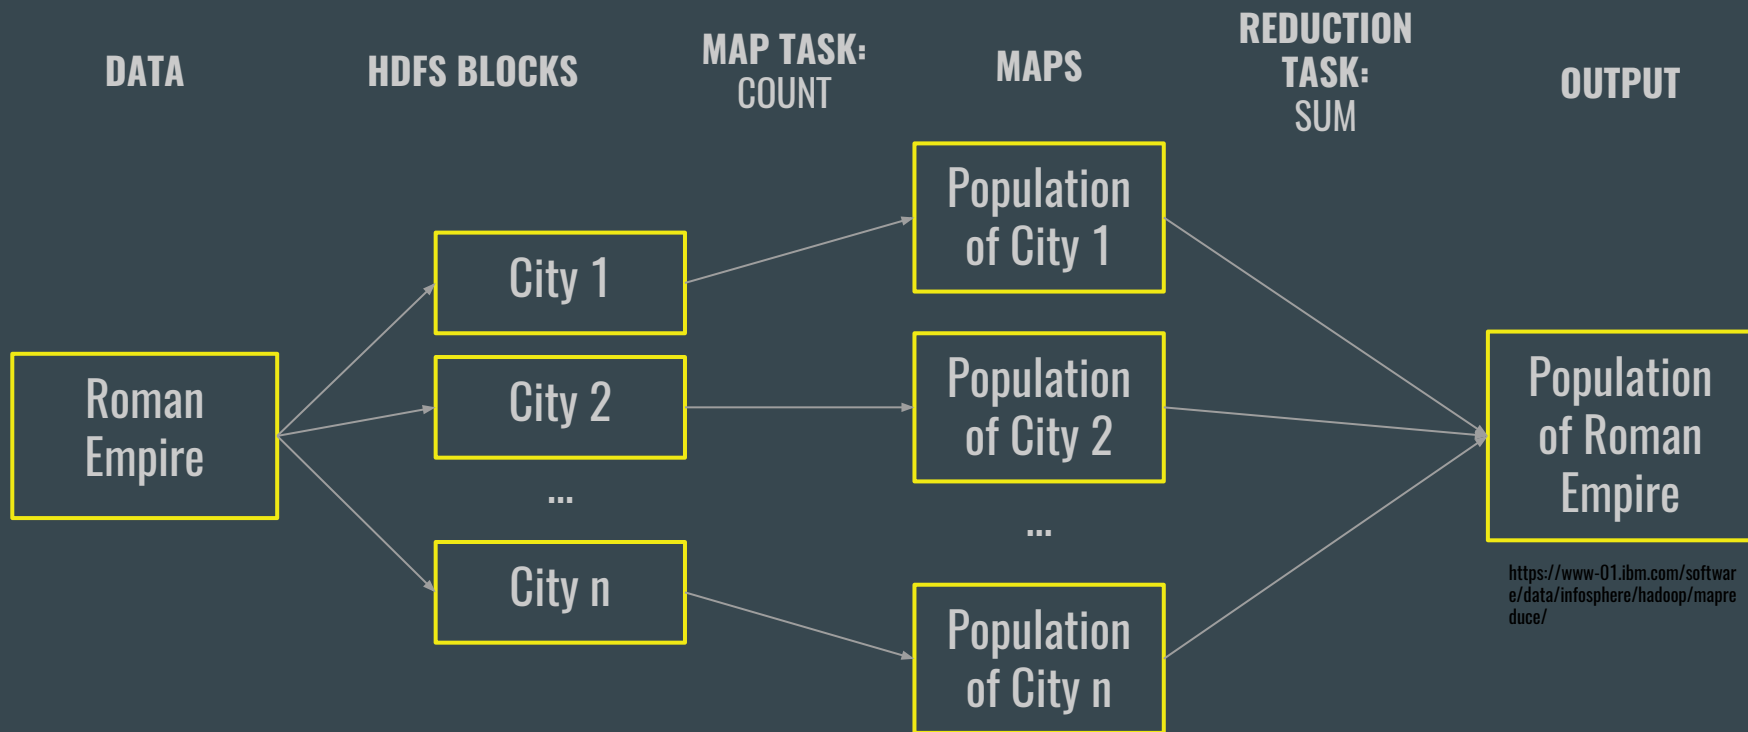 DATA
HDFS BLOCKS
MAP TASK:
COUNT
MAPS
REDUCTION
TASK:
SUM
OUTPUT
Roman
Empire
City 1
City 2
...
City n
Population
of City 1
Population
of City 2
...
Population
of City n
Population
of Roman
Empire
https://www-01.ibm.com/softwar
e/data/infosphere/hadoop/mapre
duce/